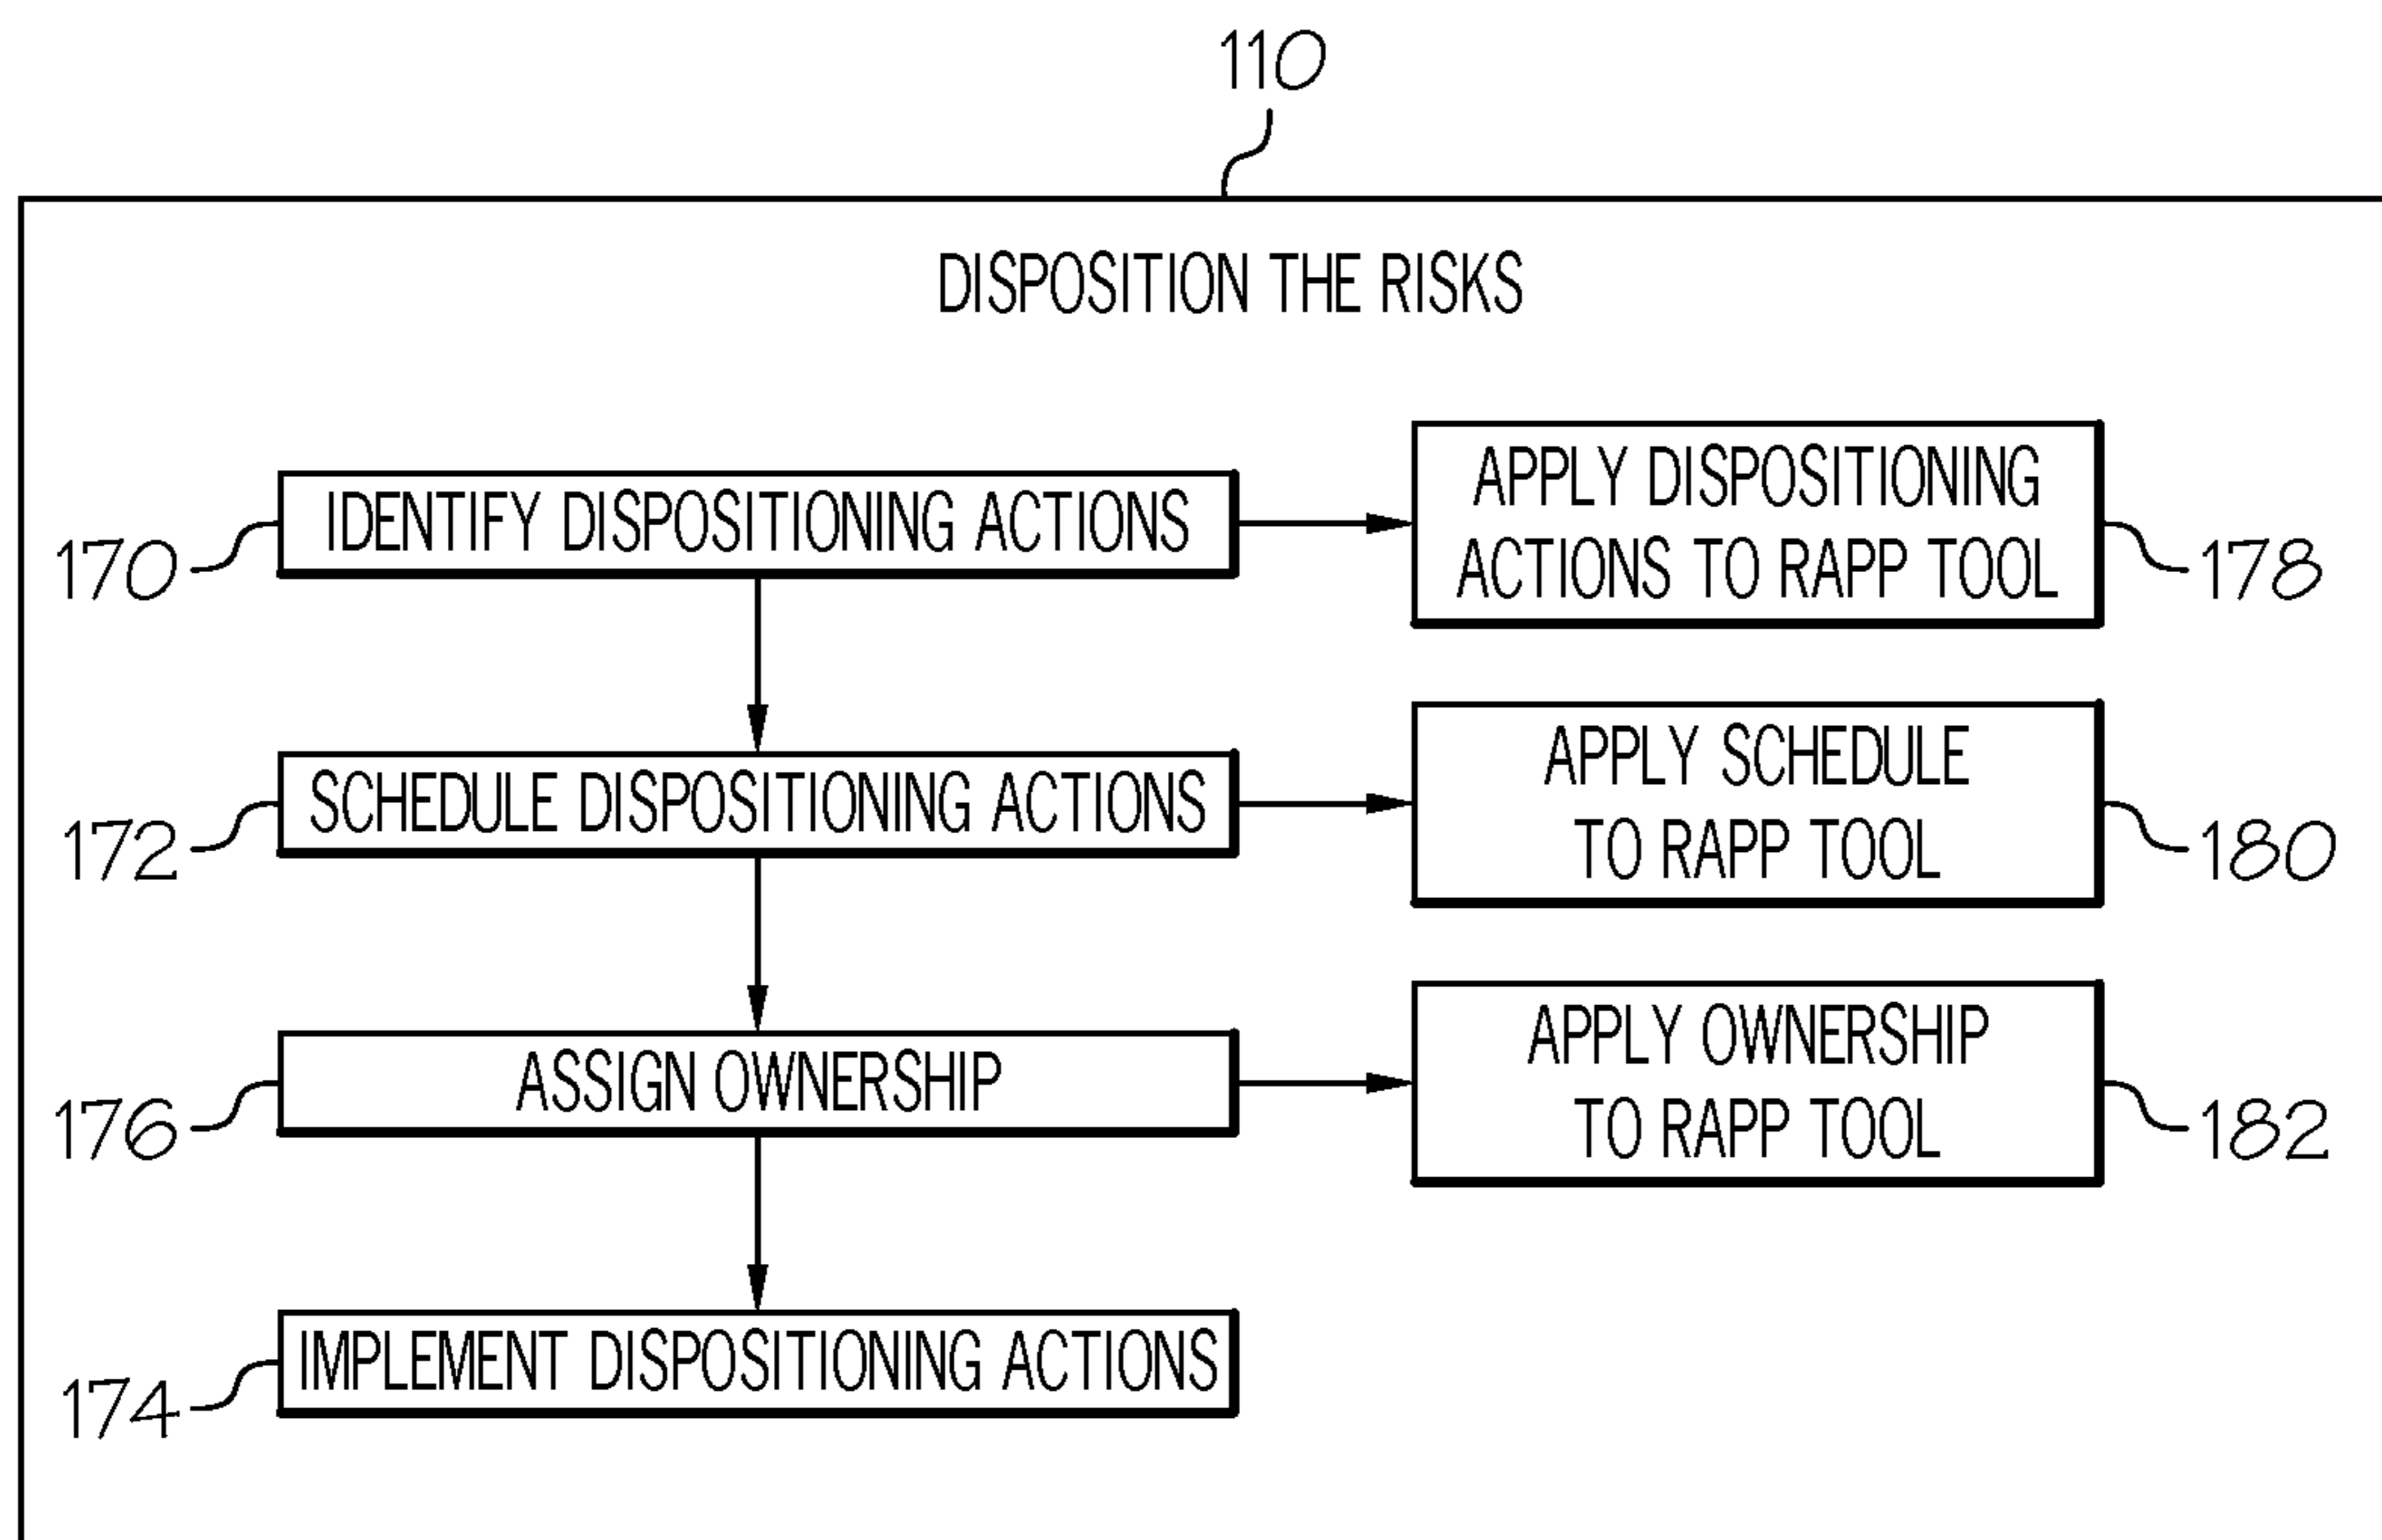 110
DISPOSITION THE RISKS
170
IDENTIFY DISPOSITIONING ACTIONS
APPLY DISPOSITIONING
ACTIONS TO RAPP TOOL
178
172
SCHEDULE DISPOSITIONING ACTIONS
APPLY SCHEDULE
TO RAPP TOOL
180
176
ASSIGN OWNERSHIP
APPLY OWNERSHIP
TO RAPP TOOL
182
174
IMPLEMENT DISPOSITIONING ACTIONS